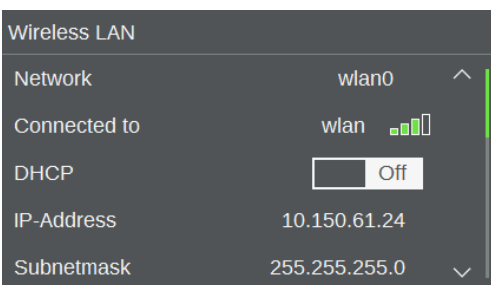 Wireless LAN
Network wlan0
Connected to wlan
DHCP Off
IP-Address 10.150.61.24
Subnetmask 255.255.255.0